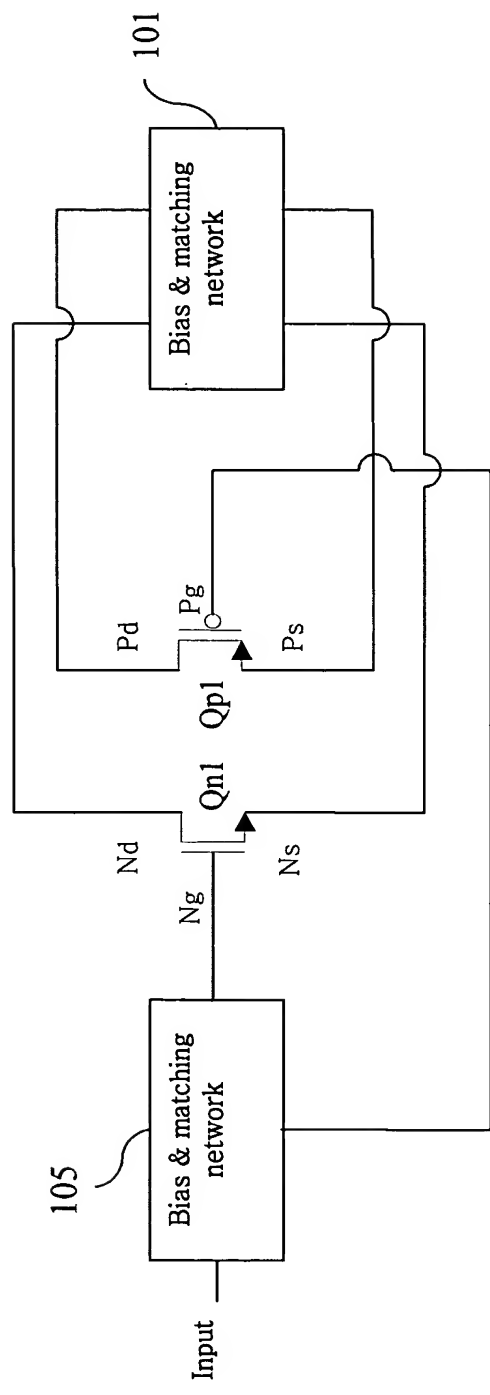 Input
105
Bias & matching
network
Ng
Nd
Ns
Qn1
Qp1
Pd
Pg
Ps
Bias & matching
network
101